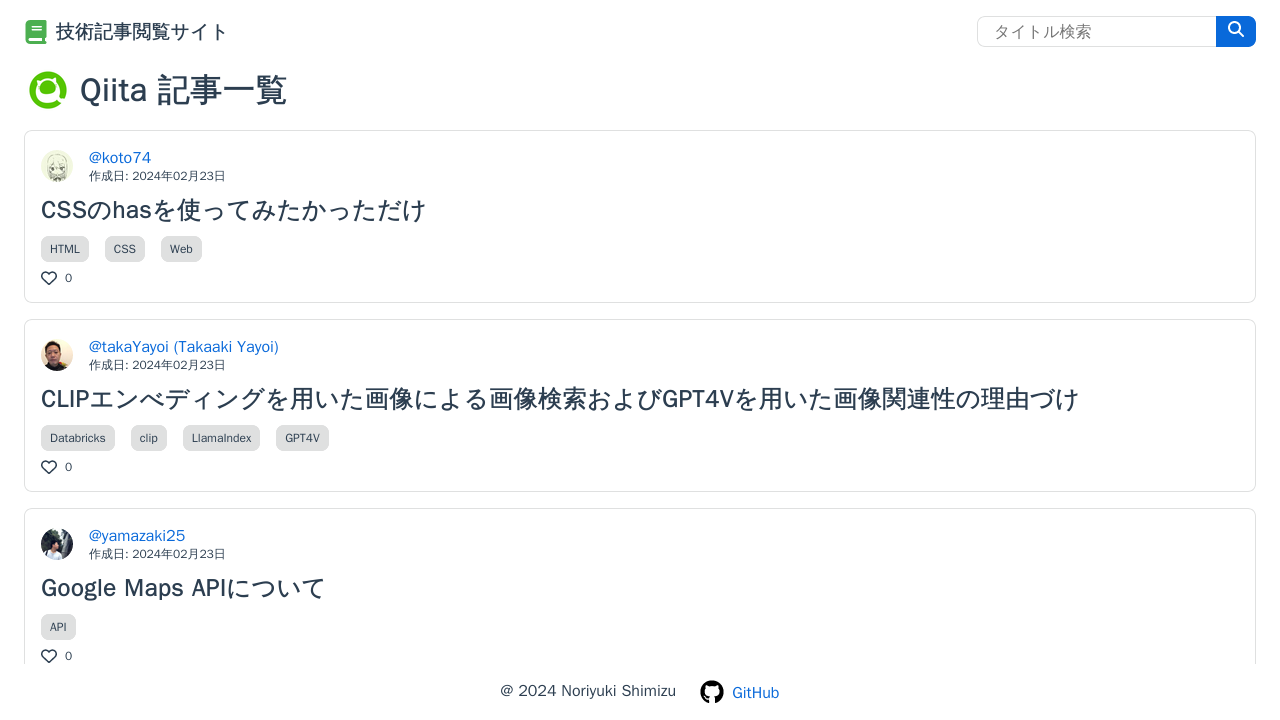 技術記事閲覧サイト
タイトル検索
Qiita 記事一覧
@koto74
作成日: 2024年02月23日
CSSのhasを使ってみたかっただけ
HTML CSS Web
0
@takaYayoi (Takaaki Yayoi)
作成日: 2024年02月23日
CLIPエンべディングを用いた画像による画像検索およびGPT4Vを用いた画像関連性の理由づけ
Databricks clip LlamaIndex GPT4V
0
@yamazaki25
作成日: 2024年02月23日
Google Maps APIについて
API
0
@ 2024 Noriyuki Shimizu GitHub